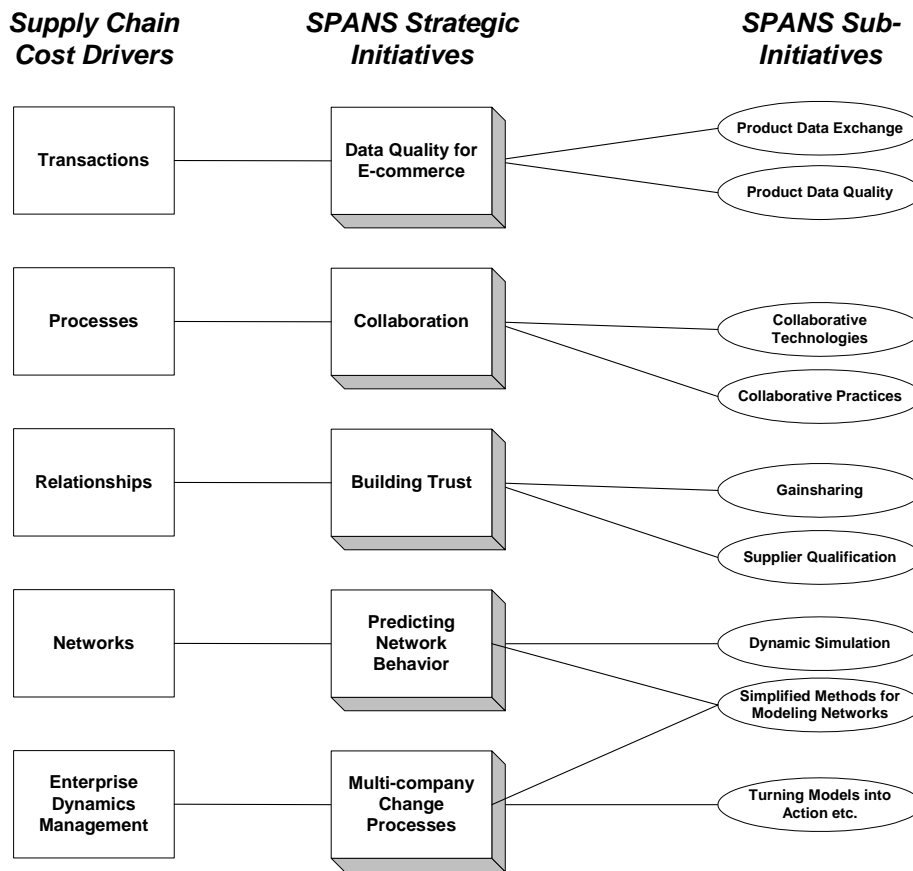 Supply Chain
Cost Drivers
SPANS Strategic
Initiatives
SPANS Sub-
Initiatives
Transactions
Data Quality for
E-commerce
Product Data Exchange
Product Data Quality
Processes
Collaboration
Collaborative
Technologies
Collaborative Practices
Relationships
Building Trust
Gainsharing
Supplier Qualification
Networks
Predicting
Network
Behavior
Dynamic Simulation
Simplified Methods for
Modeling Networks
Enterprise
Dynamics
Management
Multi-company
Change
Processes
Turning Models into
Action etc.